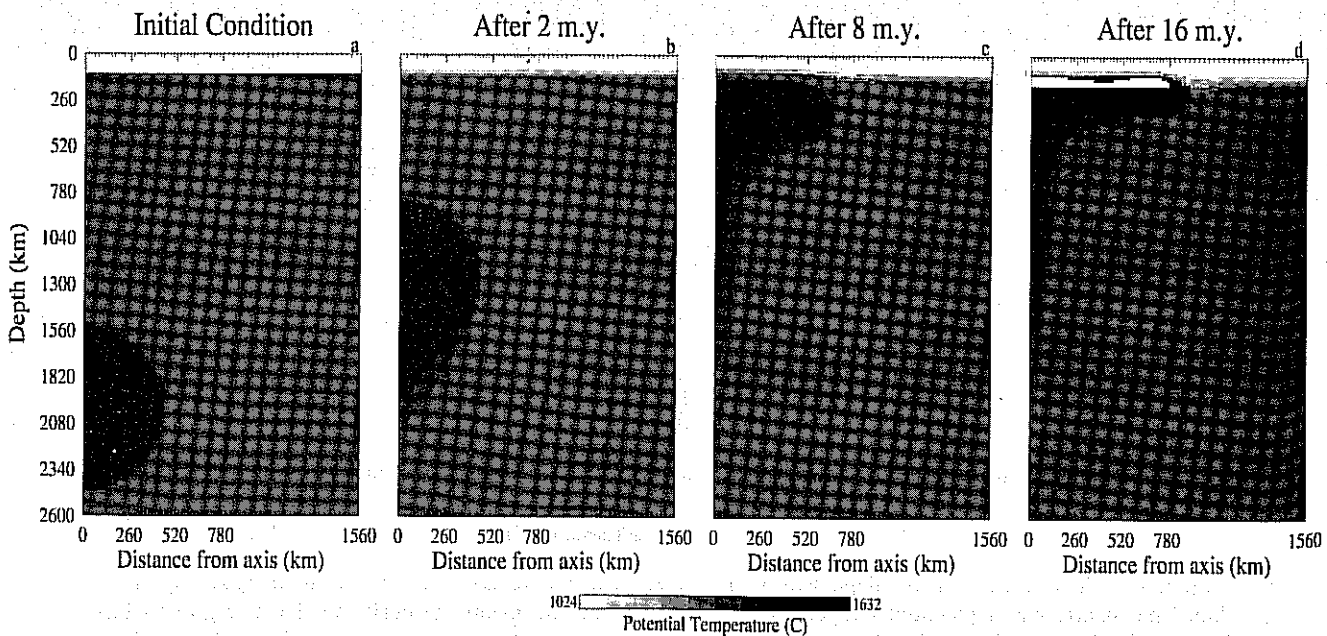 Initial Condition
After 2 m.y.
After 8 m.y.
After 16 m.y.
a
b
c
d
0
260
520
780
1040
1300
1560
1820
2080
2340
2600
Depth (km)
0 260 520 780 1560
0 260 520 780 1560
0 260 520 780 1560
0 260 520 780 1560
Distance from axis (km)
Distance from axis (km)
Distance from axis (km)
Distance from axis (km)
1024 1632
Potential Temperature (C)